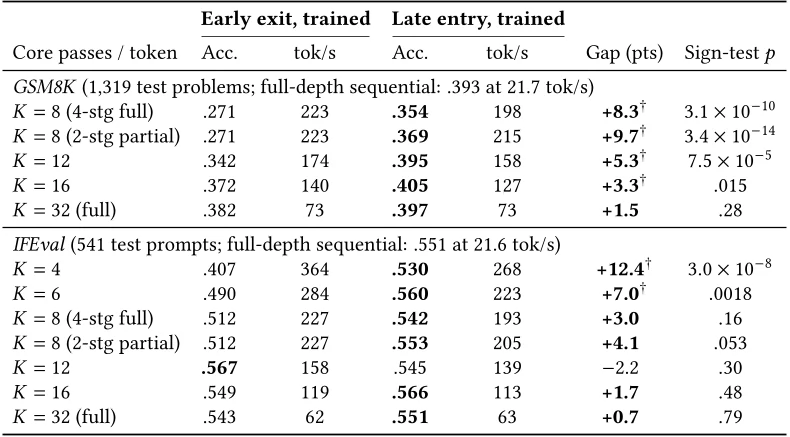 Early exit, trained Late entry, trained
Core passes / token Acc. tok/s Acc. tok/s Gap (pts) Sign-test p
GSM8K (1,319 test problems; full-depth sequential: .393 at 21.7 tok/s)
K = 8 (4-stg full) .271 223 .354 198 +8.3† 3.1 × 10⁻¹⁰
K = 8 (2-stg partial) .271 223 .369 215 +9.7† 3.4 × 10⁻¹⁴
K = 12 .342 174 .395 158 +5.3† 7.5 × 10⁻⁵
K = 16 .372 140 .405 127 +3.3† .015
K = 32 (full) .382 73 .397 73 +1.5 .28
IFEval (541 test prompts; full-depth sequential: .551 at 21.6 tok/s)
K = 4 .407 364 .530 268 +12.4† 3.0 × 10⁻⁸
K = 6 .490 284 .560 223 +7.0† .0018
K = 8 (4-stg full) .512 227 .542 193 +3.0 .16
K = 8 (2-stg partial) .512 227 .553 205 +4.1 .053
K = 12 .567 158 .545 139 −2.2 .30
K = 16 .549 119 .566 113 +1.7 .48
K = 32 (full) .543 62 .551 63 +0.7 .79